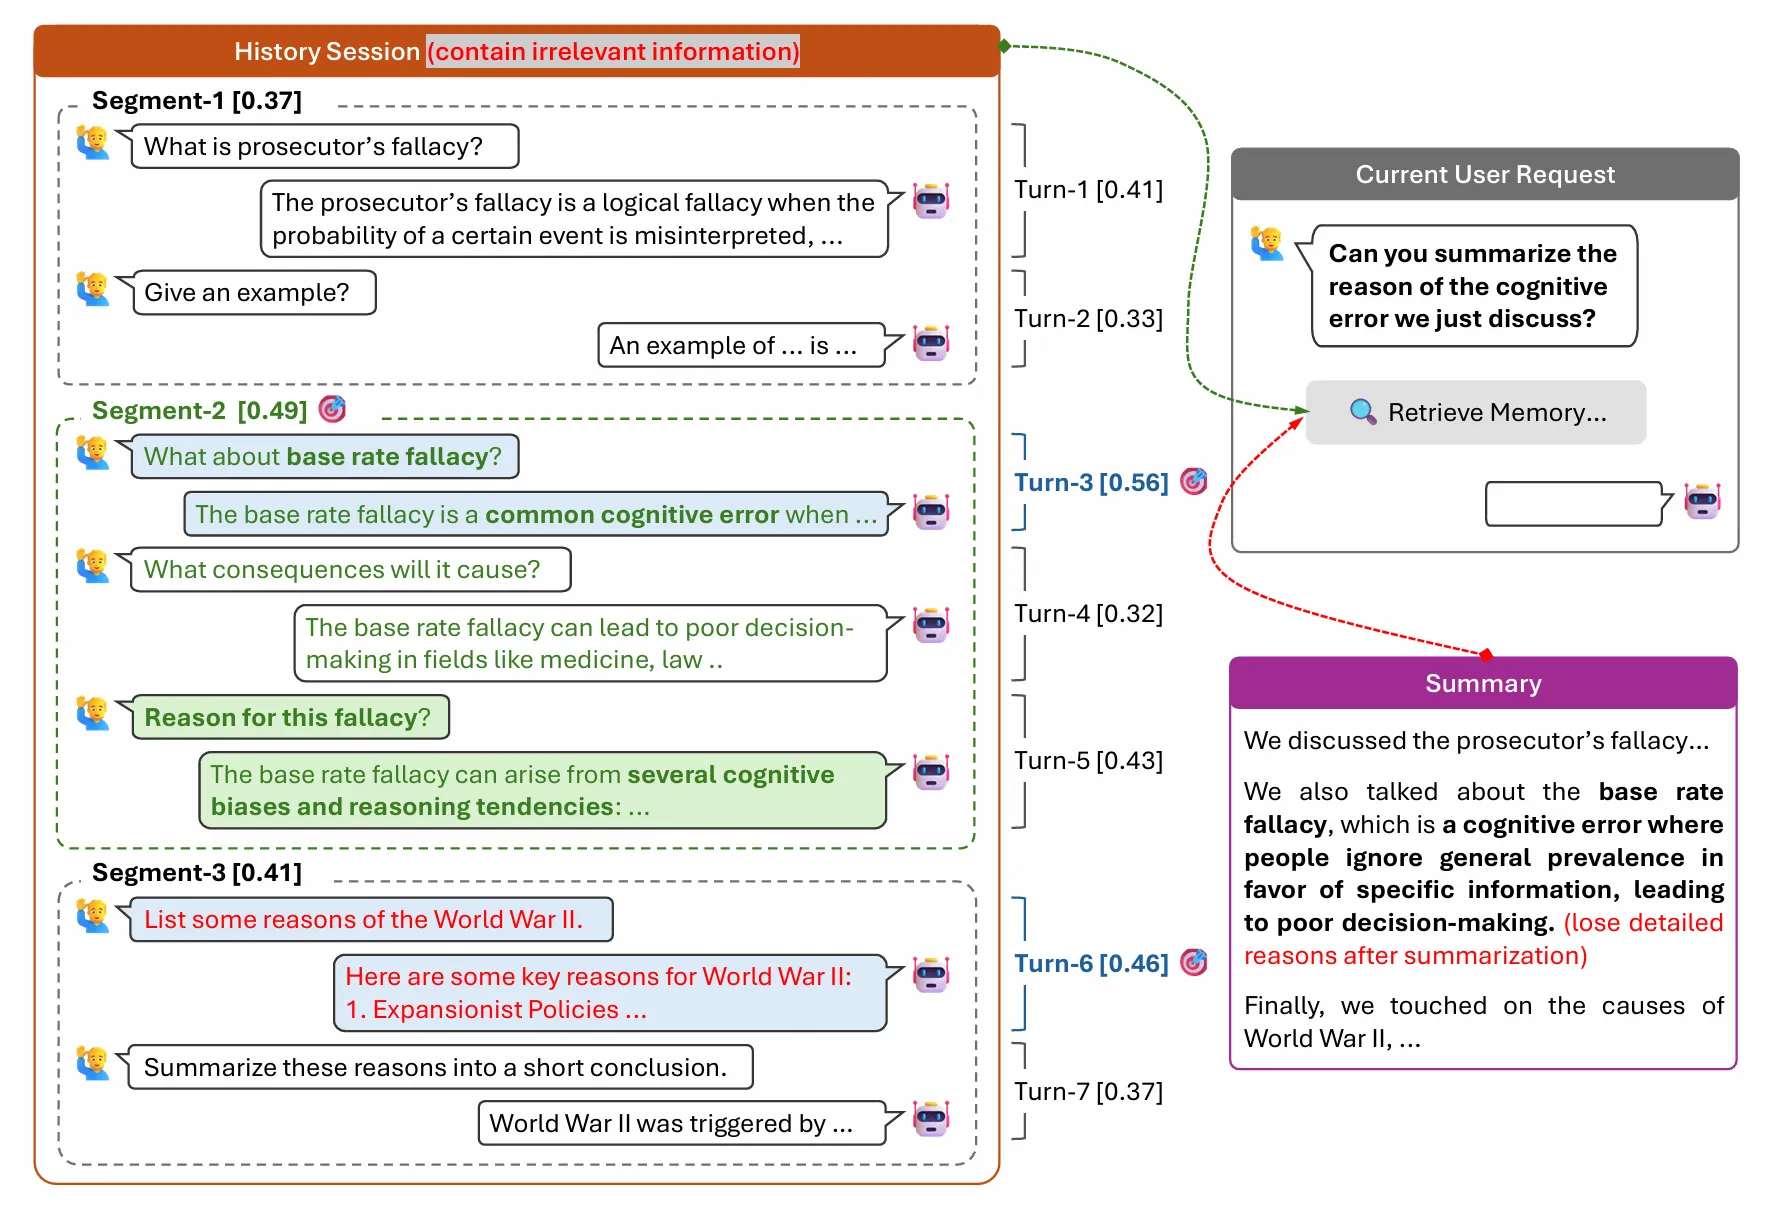 History Session (contain irrelevant information)
Segment-1 [0.37]
What is prosecutor’s fallacy?
The prosecutor’s fallacy is a logical fallacy when the
probability of a certain event is misinterpreted, ...
Turn-1 [0.41]
Give an example?
An example of ... is ...
Turn-2 [0.33]
Segment-2 [0.49]
What about base rate fallacy?
The base rate fallacy is a common cognitive error when ...
Turn-3 [0.56]
What consequences will it cause?
The base rate fallacy can lead to poor decision-
making in fields like medicine, law ..
Turn-4 [0.32]
Reason for this fallacy?
The base rate fallacy can arise from several cognitive
biases and reasoning tendencies: ...
Turn-5 [0.43]
Segment-3 [0.41]
List some reasons of the World War II.
Here are some key reasons for World War II:
1. Expansionist Policies ...
Turn-6 [0.46]
Summarize these reasons into a short conclusion.
World War II was triggered by ...
Turn-7 [0.37]
Current User Request
Can you summarize the
reason of the cognitive
error we just discuss?
Retrieve Memory...
Summary
We discussed the prosecutor’s fallacy...
We also talked about the base rate
fallacy, which is a cognitive error where
people ignore general prevalence in
favor of specific information, leading
to poor decision-making. (lose detailed
reasons after summarization)
Finally, we touched on the causes of
World War II, ...